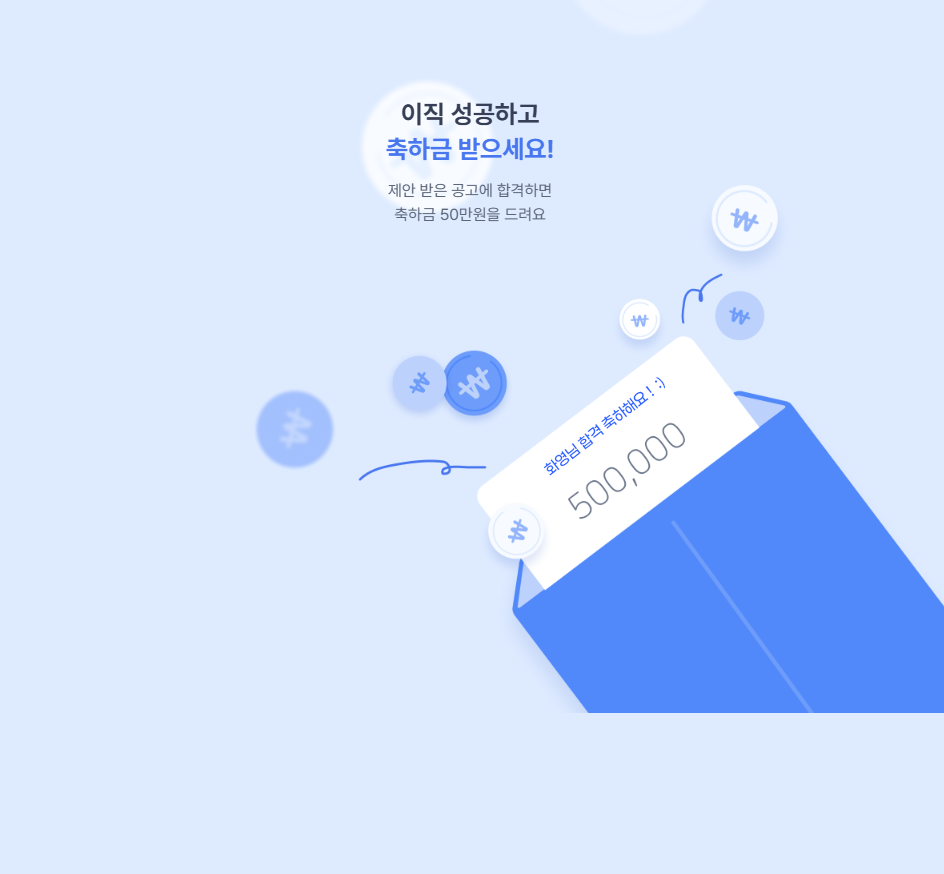 이직 성공하고
축하금 받으세요!
제안 받은 공고에 합격하면
축하금 50만원을 드려요
화영님 합격 축하해요 ! :)
500,000